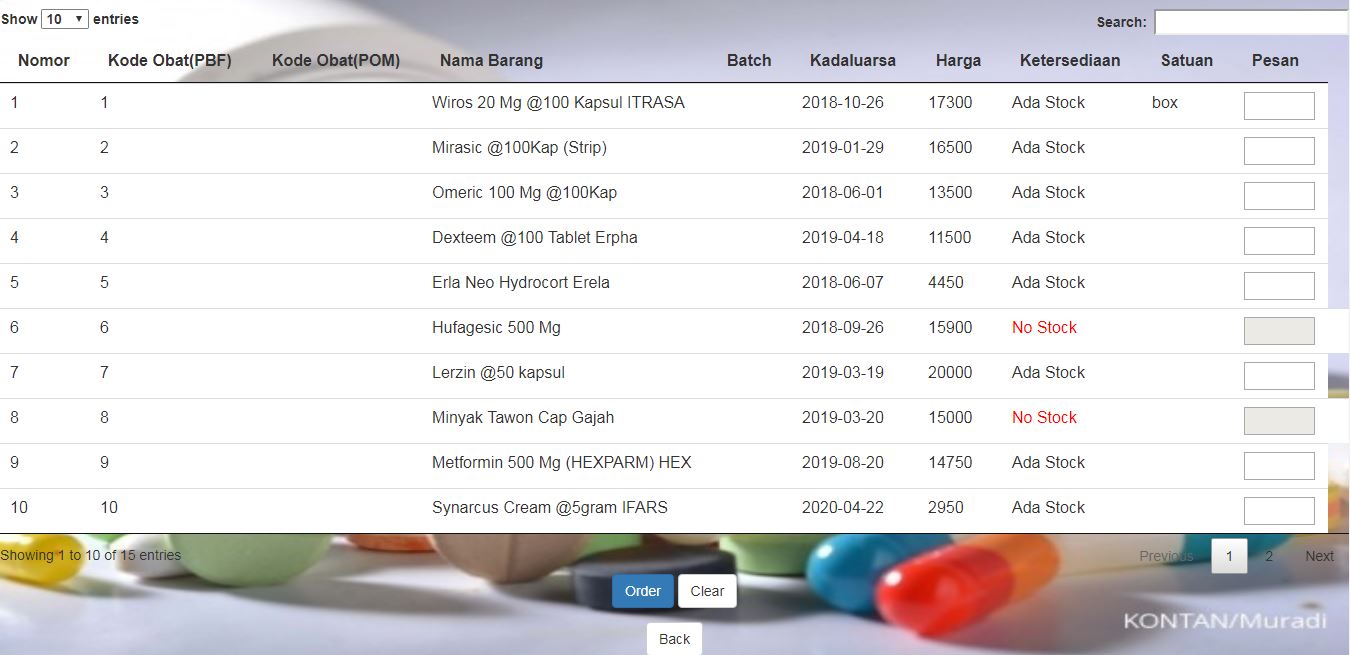 Show 10 entries
Search:
Nomor Kode Obat(PBF) Kode Obat(POM) Nama Barang Batch Kadaluarsa Harga Ketersediaan Satuan Pesan
1 1 Wiros 20 Mg @100 Kapsul ITRASA 2018-10-26 17300 Ada Stock box
2 2 Mirasic @100Kap (Strip) 2019-01-29 16500 Ada Stock
3 3 Omeric 100 Mg @100Kap 2018-06-01 13500 Ada Stock
4 4 Dexteem @100 Tablet Erpha 2019-04-18 11500 Ada Stock
5 5 Erla Neo Hydrocort Erela 2018-06-07 4450 Ada Stock
6 6 Hufagesic 500 Mg 2018-09-26 15900 No Stock
7 7 Lerzin @50 kapsul 2019-03-19 20000 Ada Stock
8 8 Minyak Tawon Cap Gajah 2019-03-20 15000 No Stock
9 9 Metformin 500 Mg (HEXPARM) HEX 2019-08-20 14750 Ada Stock
10 10 Synarcus Cream @5gram IFARS 2020-04-22 2950 Ada Stock
Showing 1 to 10 of 15 entries
Previous 1 2 Next
Order Clear
KONTAN/Muradi
Back